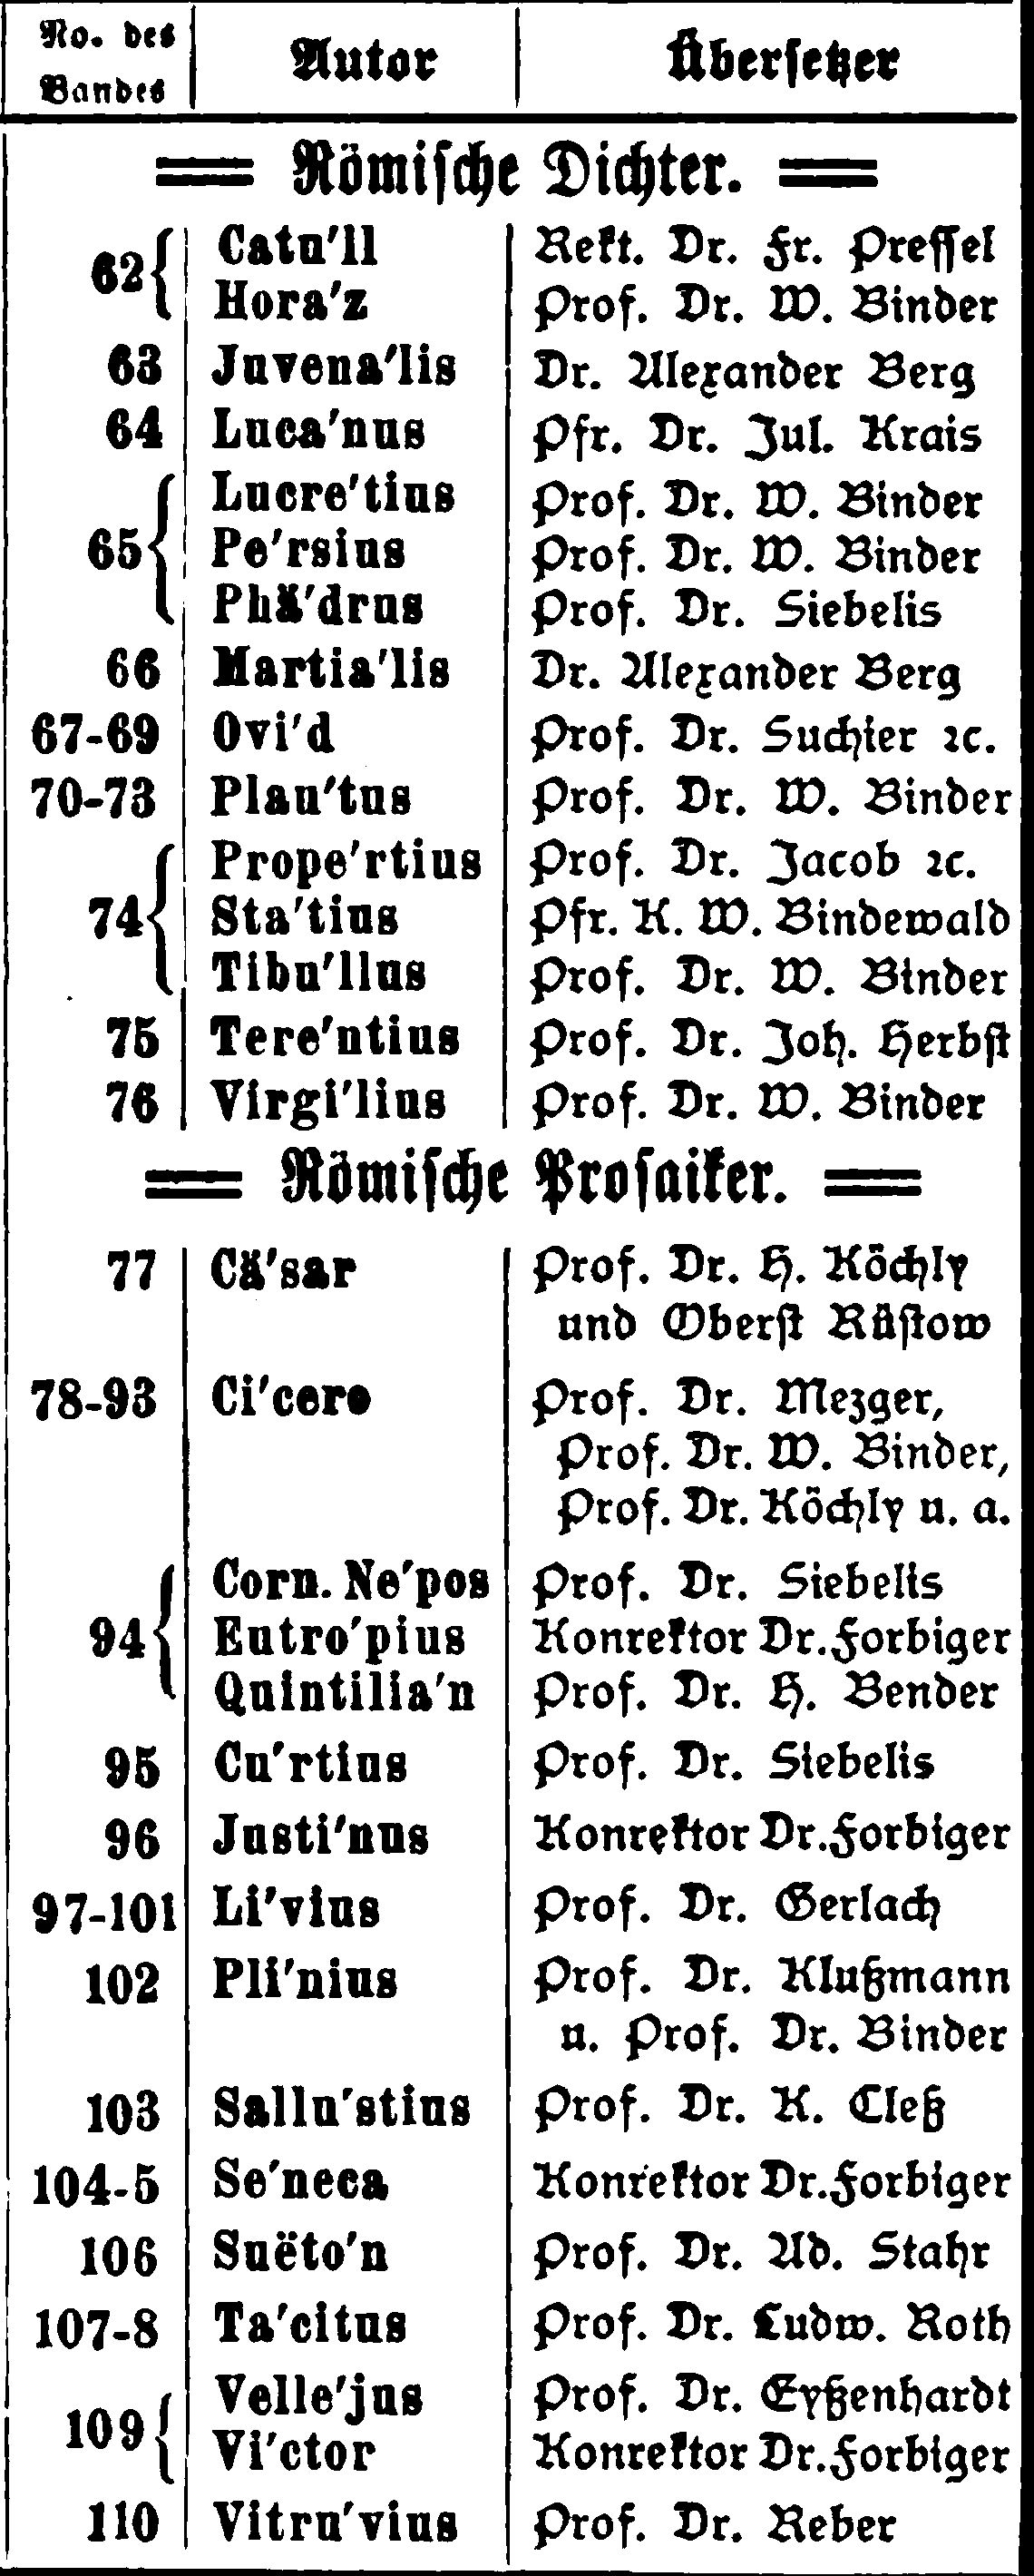 No. des Bandes Autor Übersetzer
Römische Dichter.
62 Catu'll Rekt. Dr. Fr. Pressel
Hora'z Prof. Dr. W. Binder
63 Juvena'lis Dr. Alexander Berg
64 Luca'nus Pfr. Dr. Jul. Krais
65 Lucre'tius Prof. Dr. W. Binder
Pe'rsius Prof. Dr. W. Binder
Phä'drus Prof. Dr. Siebelis
66 Martia'lis Dr. Alexander Berg
67-69 Ovi'd Prof. Dr. Suchier ꝛc.
70-73 Plau'tus Prof. Dr. W. Binder
74 Prope'rtius Prof. Dr. Jacob ꝛc.
Sta'tius Pfr. K. W. Bindewald
Tibu'llus Prof. Dr. W. Binder
75 Tere'ntius Prof. Dr. Joh. Herbst
76 Virgi'lius Prof. Dr. W. Binder
Römische Prosaiker.
77 Cä'sar Prof. Dr. H. Köchly
und Oberst Rüstow
78-93 Ci'cero Prof. Dr. Mezger,
Prof. Dr. W. Binder,
Prof. Dr. Köchly u. a.
94 Corn. Ne'pos Prof. Dr. Siebelis
Eutro'pius Konrektor Dr. Forbiger
Quintilia'n Prof. Dr. H. Bender
95 Cu'rtius Prof. Dr. Siebelis
96 Justi'nus Konrektor Dr. Forbiger
97-101 Li'vius Prof. Dr. Gerlach
102 Pli'nius Prof. Dr. Klußmann
u. Prof. Dr. Binder
103 Sallu'stius Prof. Dr. K. Cleß
104-5 Se'neca Konrektor Dr. Forbiger
106 Suëto'n Prof. Dr. Ad. Stahr
107-8 Ta'citus Prof. Dr. Ludw. Roth
109 Velle'jus Prof. Dr. Eyßenhardt
Vi'ctor Konrektor Dr. Forbiger
110 Vitru'vius Prof. Dr. Reber